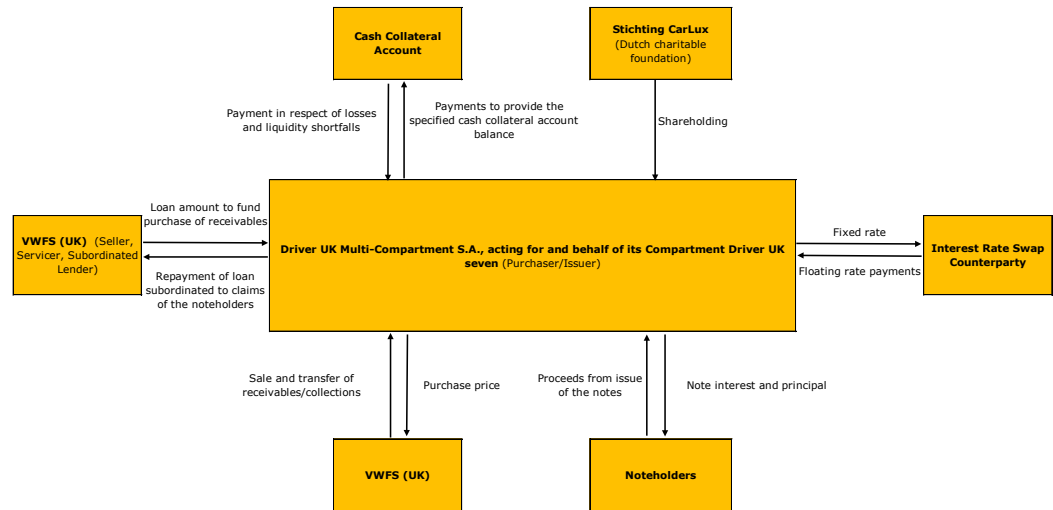 Cash Collateral
Account
Stichting CarLux
(Dutch charitable
foundation)
Payment in respect of losses
and liquidity shortfalls
Payments to provide the
specified cash collateral account
balance
Shareholding
Loan amount to fund
purchase of receivables
VWFS (UK) (Seller,
Servicer, Subordinated
Lender)
Repayment of loan
subordinated to claims
of the noteholders
Driver UK Multi-Compartment S.A., acting for and behalf of its Compartment Driver UK
seven (Purchaser/Issuer)
Fixed rate
Floating rate payments
Interest Rate Swap
Counterparty
Sale and transfer of
receivables/collections
Purchase price
Proceeds from issue
of the notes
Note interest and principal
VWFS (UK)
Noteholders